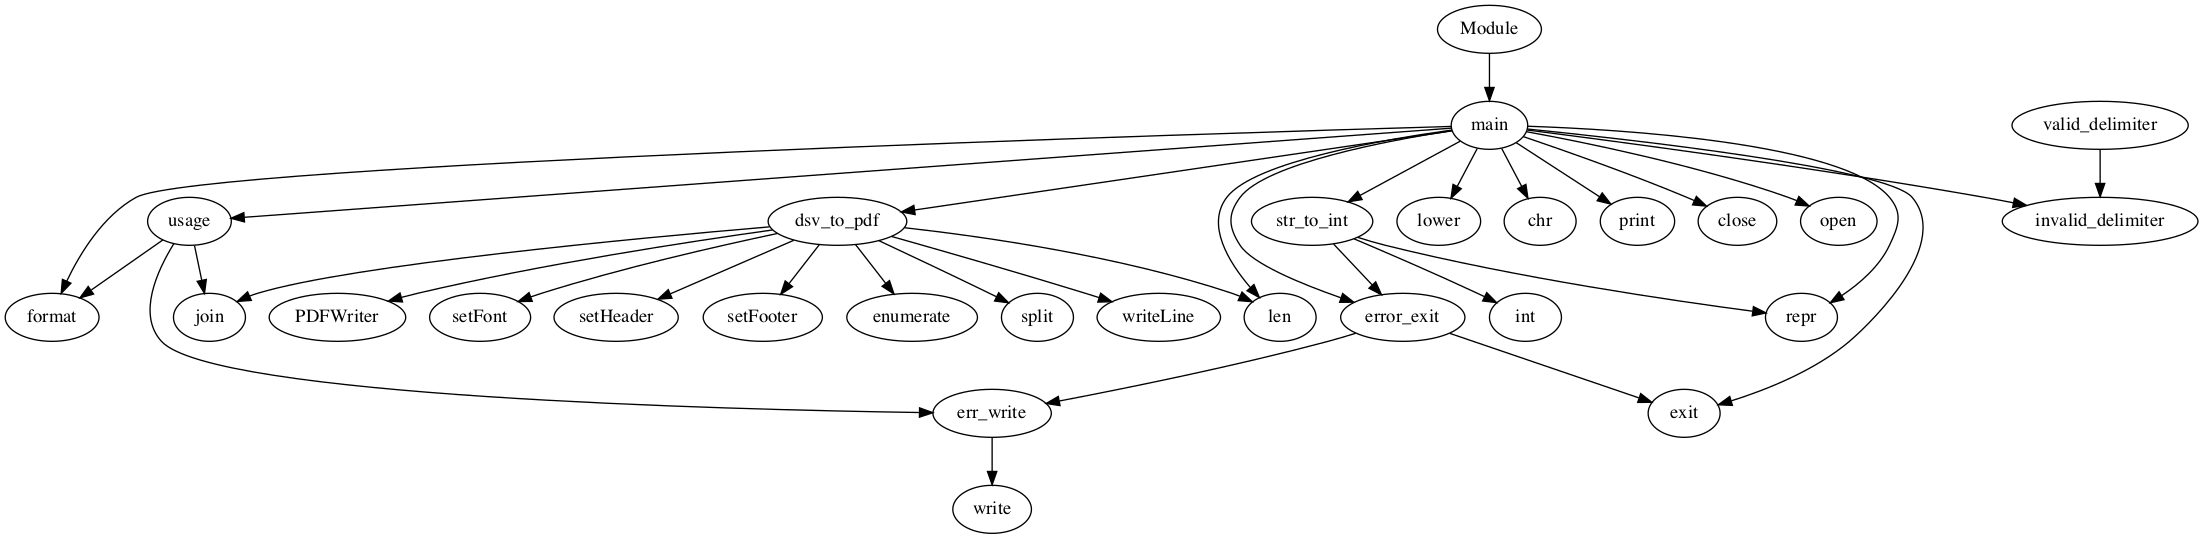 Module
main
valid_delimiter
usage
dsv_to_pdf
str_to_int
lower
chr
print
close
open
invalid_delimiter
format
join
PDFWriter
setFont
setHeader
setFooter
enumerate
split
writeLine
len
error_exit
int
repr
err_write
exit
write